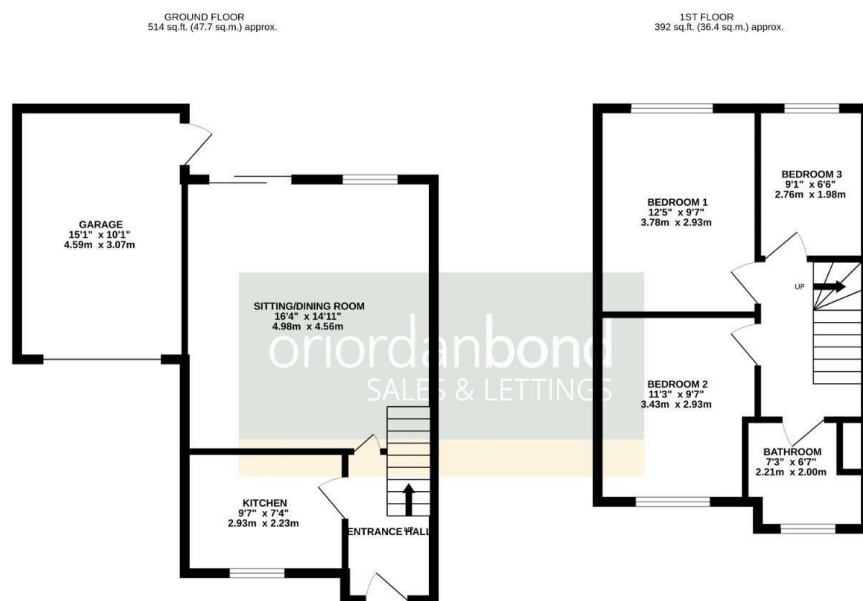 GROUND FLOOR
514 sq.ft. (47.7 sq.m.) approx.
1ST FLOOR
392 sq.ft. (36.4 sq.m.) approx.
GARAGE
15'1" x 10'1"
4.59m x 3.07m
SITTING/DINING ROOM
16'4" x 14'11"
4.98m x 4.56m
KITCHEN
9'7" x 7'4"
2.93m x 2.23m
UP
ENTRANCE HALL
BEDROOM 1
12'5" x 9'7"
3.78m x 2.93m
BEDROOM 3
9'1" x 6'6"
2.76m x 1.98m
UP
BEDROOM 2
11'3" x 9'7"
3.43m x 2.93m
BATHROOM
7'3" x 6'7"
2.21m x 2.00m
oriordanbond
SALES & LETTINGS